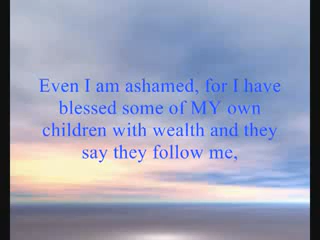 Even I am ashamed, for I have
blessed some of MY own
children with wealth and they
say they follow me,